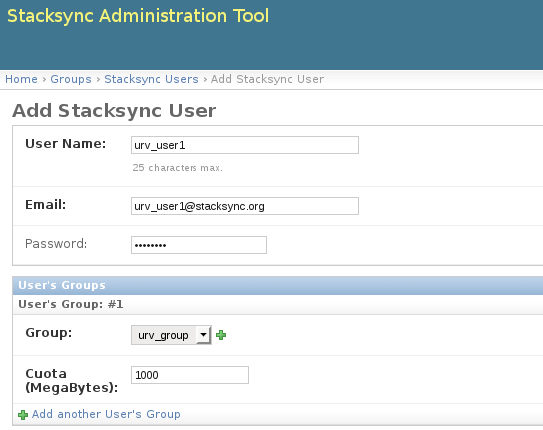 Stacksync Administration Tool
Home › Groups › Stacksync Users › Add Stacksync User
Add Stacksync User
User Name: urv_user1
25 characters max.
Email: urv_user1@stacksync.org
Password: ••••••••
User's Groups
User's Group: #1
Group: urv_group
Cuota
(MegaBytes): 1000
Add another User's Group